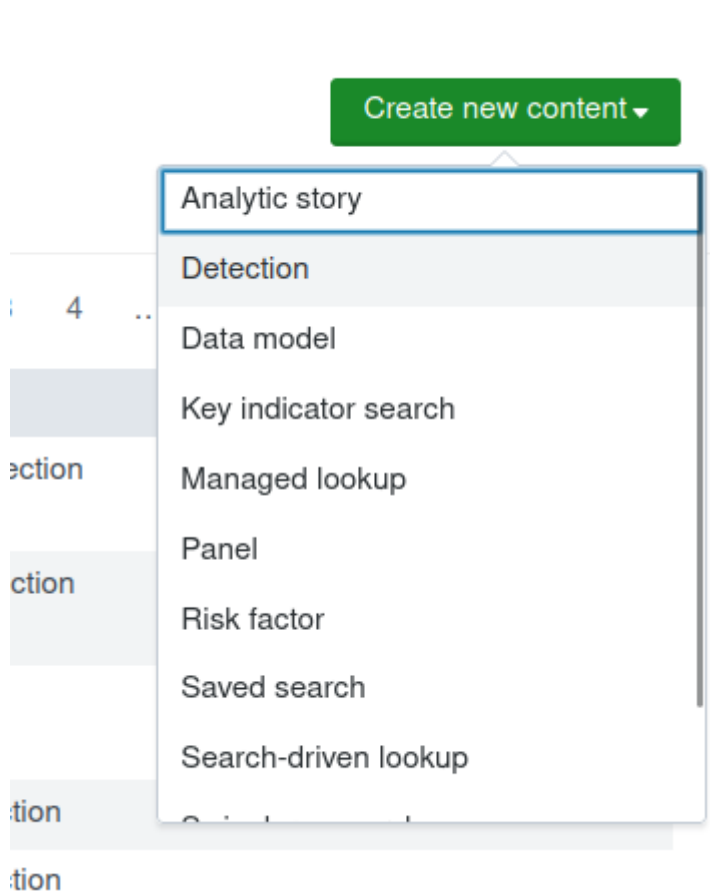 Create new content
Analytic story
Detection
4 ..
Data model
Key indicator search
ection
Managed lookup
Panel
ction
Risk factor
Saved search
Search-driven lookup
tion
tion